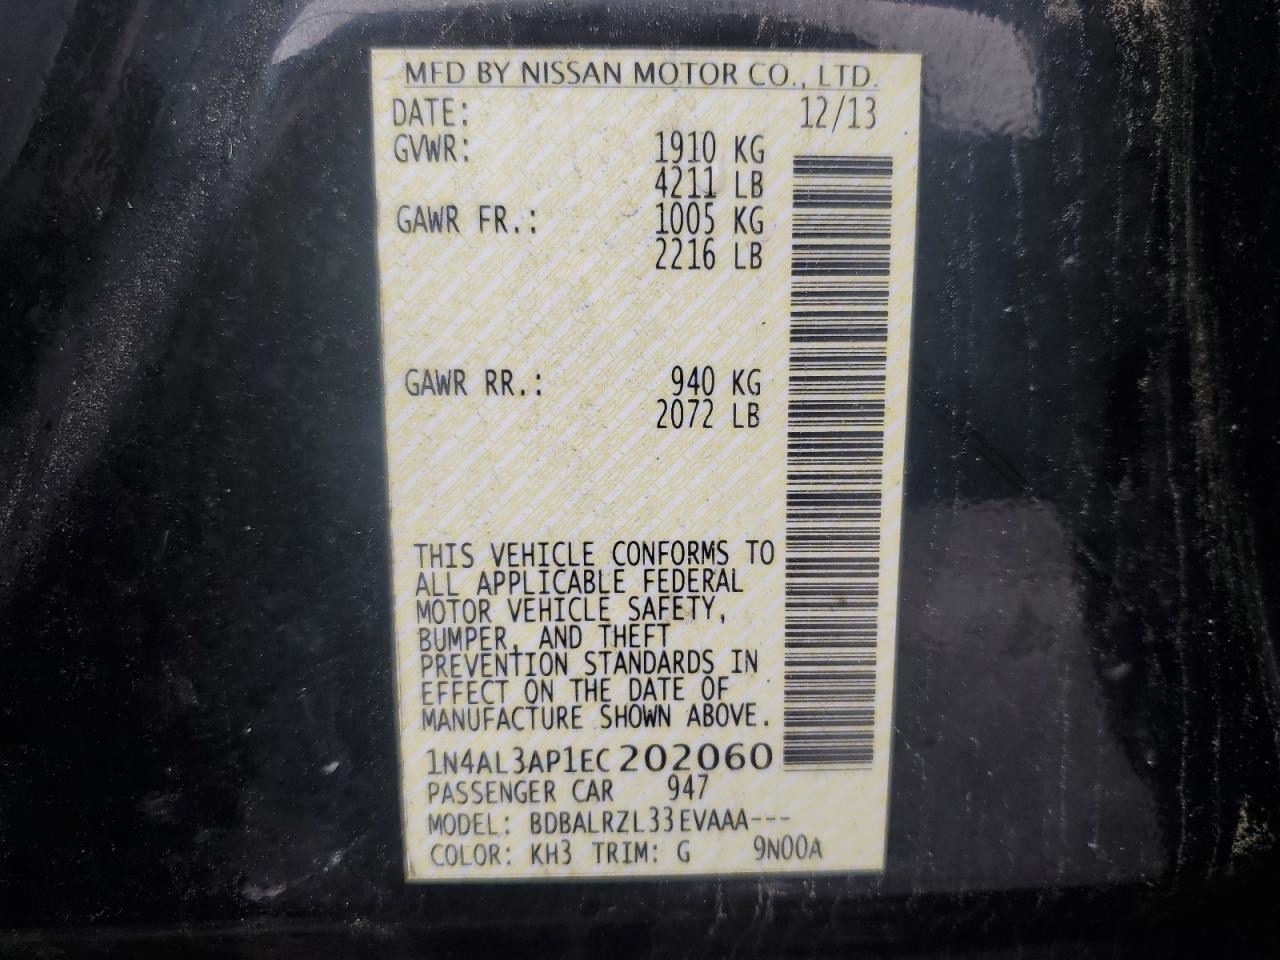 MFD BY NISSAN MOTOR CO., LTD.
DATE: 12/13
GVWR: 1910 KG
4211 LB
GAWR FR.: 1005 KG
2216 LB
GAWR RR.: 940 KG
2072 LB
THIS VEHICLE CONFORMS TO
ALL APPLICABLE FEDERAL
MOTOR VEHICLE SAFETY,
BUMPER, AND THEFT
PREVENTION STANDARDS IN
EFFECT ON THE DATE OF
MANUFACTURE SHOWN ABOVE.
1N4AL3AP1EC202060
PASSENGER CAR 947
MODEL: BDBALRZL33EVAAA---
COLOR: KH3 TRIM: G 9N00A